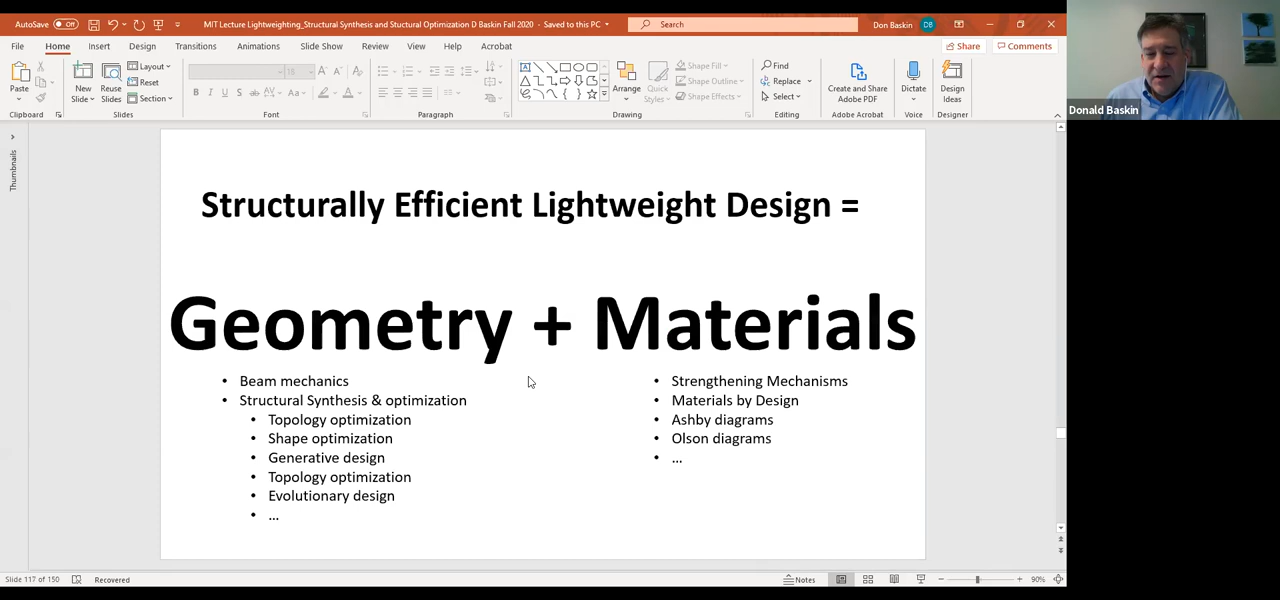 AutoSave Off
MIT Lecture Lightweighting_Structural Synthesis and Stuctural Optimization D Baskin Fall 2020 • Saved to this PC
Search
Don Baskin DB
File Home Insert Design Transitions Animations Slide Show Review View Help Acrobat
Share Comments
Paste
New Slides
Reuse Slides
Layout
Reset
Section
18
B I U S ab AV Aa A
Arrange
Quick Styles
Shape Fill
Shape Outline
Shape Effects
Find
Replace
Select
Create and Share Adobe PDF
Dictate
Design Ideas
Clipboard Slides Font Paragraph Drawing Editing Adobe Acrobat Voice Designer
Donald Baskin
Thumbnails
Structurally Efficient Lightweight Design =
Geometry + Materials
• Beam mechanics
• Structural Synthesis & optimization
• Topology optimization
• Shape optimization
• Generative design
• Topology optimization
• Evolutionary design
• ...
• Strengthening Mechanisms
• Materials by Design
• Ashby diagrams
• Olson diagrams
• ...
Slide 117 of 150 Recovered
Notes
90%